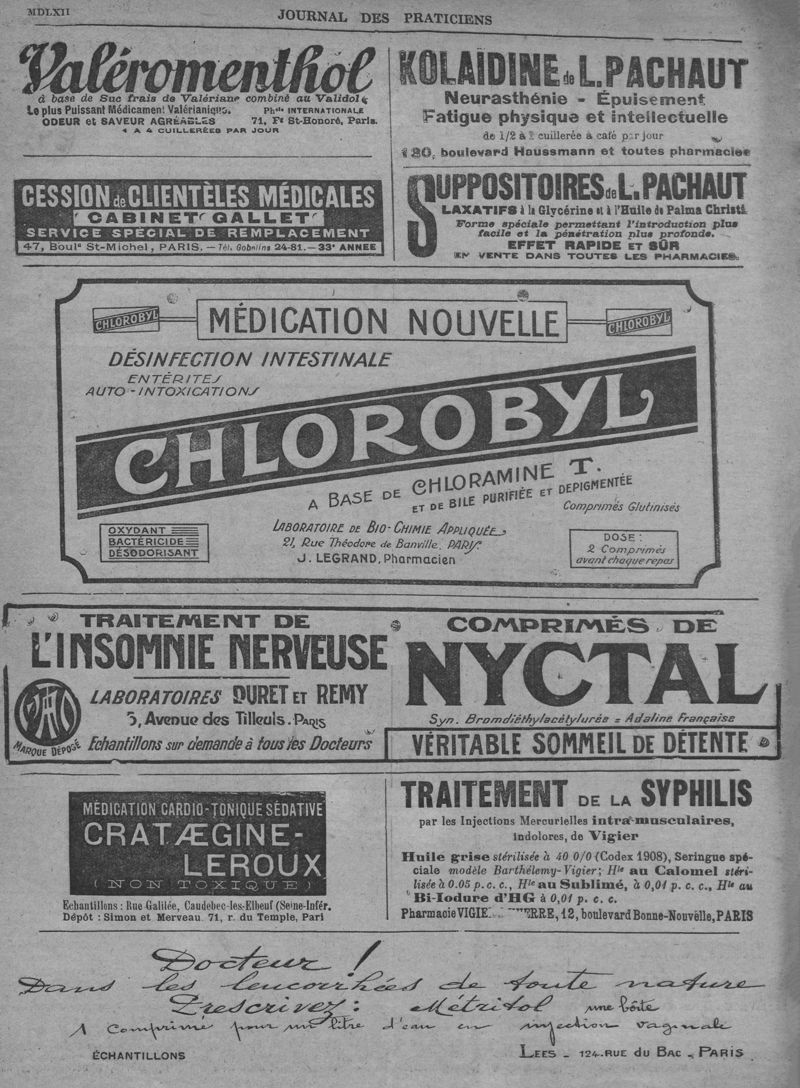 MDLXII
JOURNAL DES PRATICIENS
Valéromenthol
à base de Suc frais de Valériane combiné au Validol
Le plus Puissant Médicament Valérianique. Phie INTERNATIONALE
ODEUR et SAVEUR AGRÉABLES 71, Fg St-Honoré, Paris.
1 A 4 CUILLERÉES PAR JOUR
KOLAÏDINE de L. PACHAUT
Neurasthénie - Épuisement
Fatigue physique et intellectuelle
de 1/2 à 1 cuillerée à café par jour
130, boulevard Haussmann et toutes pharmacies
CESSION de CLIENTÈLES MÉDICALES
CABINET GALLET
SERVICE SPÉCIAL DE REMPLACEMENT
47, Bould St-Michel, PARIS. — Tél. Gobelins 24-81. — 33e ANNEE
SUPPOSITOIRES de L. PACHAUT
LAXATIFS à la Glycérine et à l'Huile de Palma Christi
Forme spéciale permettant l'introduction plus
facile et la pénétration plus profonde.
EFFET RAPIDE ET SÛR
EN VENTE DANS TOUTES LES PHARMACIES.
CHLOROBYL
MÉDICATION NOUVELLE
CHLOROBYL
DÉSINFECTION INTESTINALE
ENTÉRITES
AUTO-INTOXICATIONS
CHLOROBYL
A BASE DE CHLORAMINE T.
ET DE BILE PURIFIÉE ET DEPIGMENTÉE
Comprimés Glutinisés
OXYDANT
BACTÉRICIDE
DÉSODORISANT
LABORATOIRE DE BIO-CHIMIE APPLIQUÉE
21, Rue Théodore de Banville, PARIS.
J. LEGRAND, Pharmacien
DOSE:
2 Comprimés
avant chaque repas
TRAITEMENT DE
L'INSOMNIE NERVEUSE
LABORATOIRES DURET ET REMY
3, Avenue des Tilleuls. PARIS
MARQUE DÉPOSÉ
Echantillons sur demande à tous les Docteurs
COMPRIMÉS DE
NYCTAL
Syn. Bromdiéthylacétylurée = Adaline Française
VÉRITABLE SOMMEIL DE DÉTENTE
MÉDICATION CARDIO-TONIQUE SÉDATIVE
CRATÆGINE-
LEROUX
(NON TOXIQUE)
Echantillons: Rue Galilée, Caudebec-les-Elbeuf (Seine-Infér.
Dépôt: Simon et Merveau. 71, r. du Temple, Pari
TRAITEMENT DE LA SYPHILIS
par les Injections Mercurielles intra-musculaires,
indolores, de Vigier
Huile grise stérilisée à 40 0/0 (Codex 1908), Seringue spé-
ciale modèle Barthélemy-Vigier; Hle au Calomel stéri-
lisée à 0.05 p. c. c., Hle au Sublimé, à 0,01 p. c. c., Hle au
Bi-Iodure d'HG à 0,01 p. c. c.
Pharmacie VIGIE ERRE, 12, boulevard Bonne-Nouvelle, PARIS
Docteur!
Dans les leucorrhées de toute nature
Prescrivez: Métritol une boîte
1 comprimé pour un litre d'eau en injection vaginale
ÉCHANTILLONS
LEES - 124. RUE DU BAC - PARIS